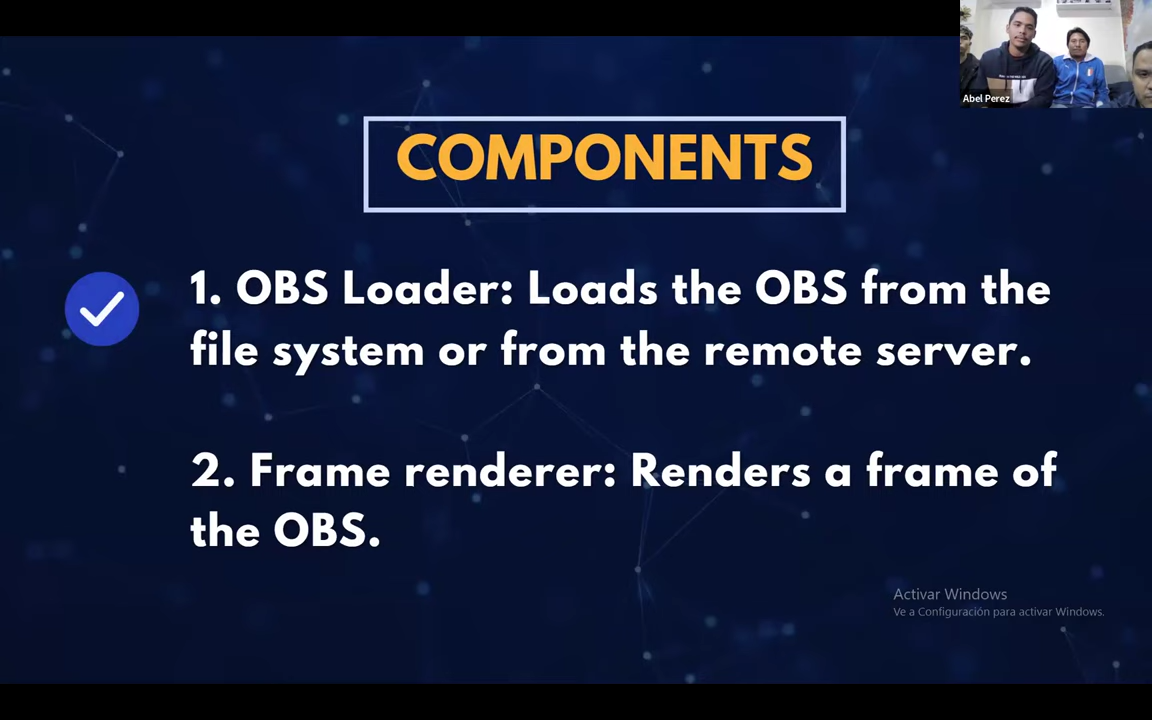 Abel Perez
COMPONENTS
1. OBS Loader: Loads the OBS from the
file system or from the remote server.
2. Frame renderer: Renders a frame of
the OBS.
Activar Windows
Ve a Configuración para activar Windows.